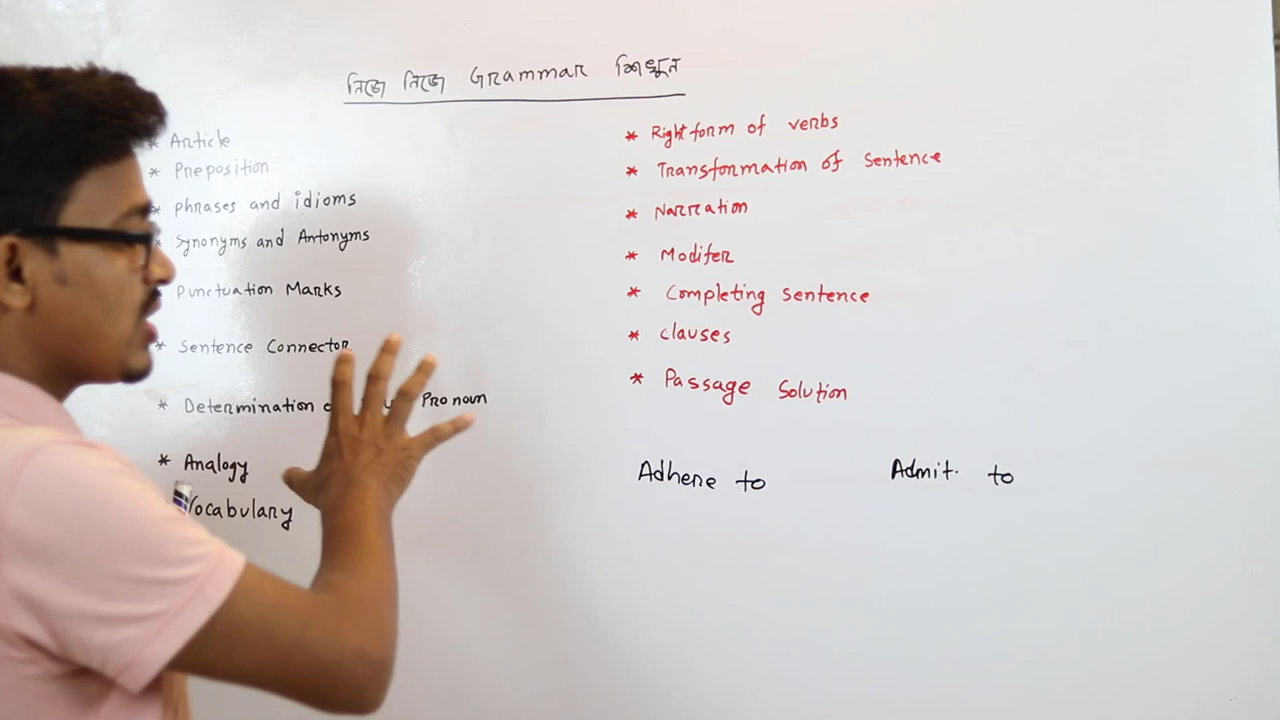 নিজে নিজে Grammar শিখুন
* Article
* Preposition
* phrases and idioms
* Synonyms and Antonyms
Punctuation Marks
* Sentence Connector
* Determination Pronoun
* Analogy
Vocabulary
* Right form of verbs
* Transformation of Sentence
* Narration
* Modifer
* Completing Sentence
* clauses
* Passage Solution
Adhere to Admit. to